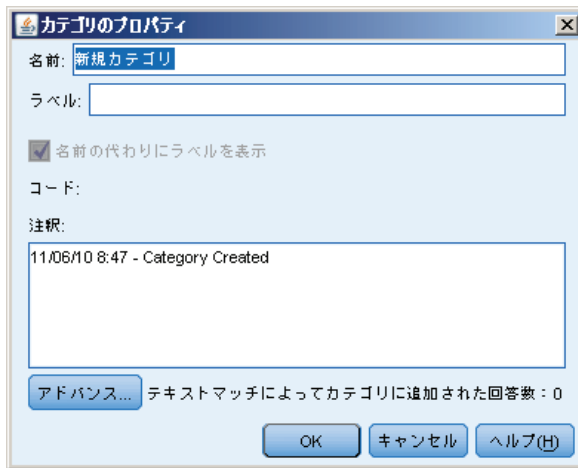 カテゴリのプロパティ
名前: 新規カテゴリ
ラベル:
名前の代わりにラベルを表示
コード:
注釈:
11/06/10 8:47 - Category Created
アドバンス... テキストマッチによってカテゴリに追加された回答数：0
OK キャンセル ヘルプ(H)